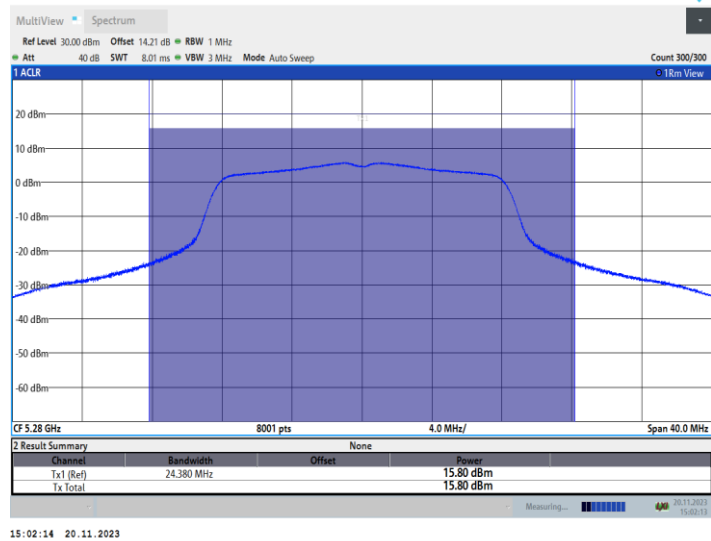 MultiView Spectrum
Ref Level 30.00 dBm Offset 14.21 dB RBW 1 MHz
Att 40 dB SWT 8.01 ms VBW 3 MHz Mode Auto Sweep Count 300/300
1 ACLR 1Rm View
20 dBm
10 dBm
0 dBm
-10 dBm
-20 dBm
-30 dBm
-40 dBm
-50 dBm
-60 dBm
CF 5.28 GHz 8001 pts 4.0 MHz/ Span 40.0 MHz
2 Result Summary None
Channel Bandwidth Offset Power
Tx1 (Ref) 24.380 MHz 15.80 dBm
Tx Total 15.80 dBm
Measuring... 20.11.2023
15:02:13
15:02:14 20.11.2023